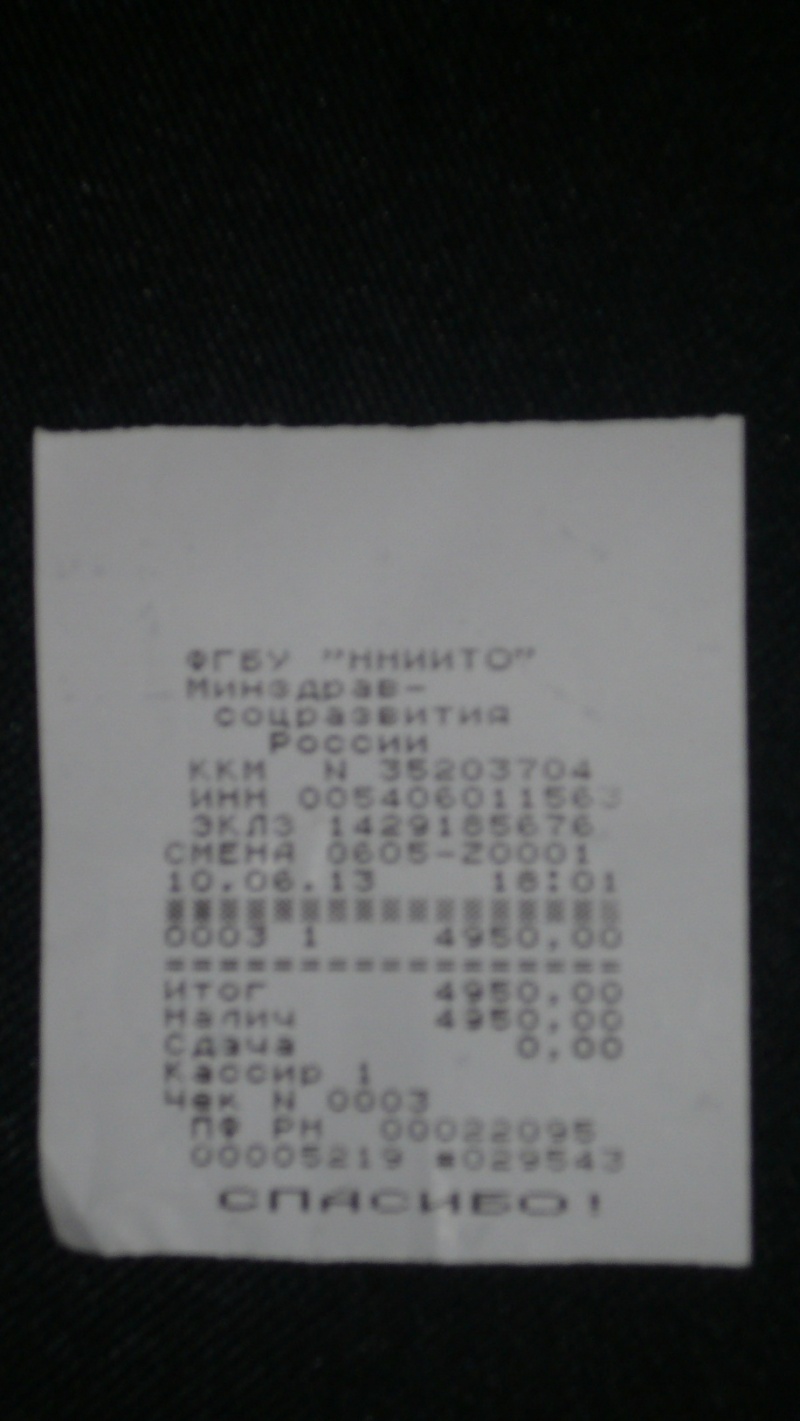 ФГБУ "ННИИТО"
Минздрав-
соцразвития
России
ККМ N 35203704
ИНН 005406011563
ЭКЛЗ 1429185676
СМЕНА 0605-Z0001
10.06.13 18:01
0003 1 4950,00
Итог 4950,00
Налич 4950,00
Сдача 0,00
Кассир 1
Чек N 0003
ПФ РН 00022095
00005219 #029543
СПАСИБО!